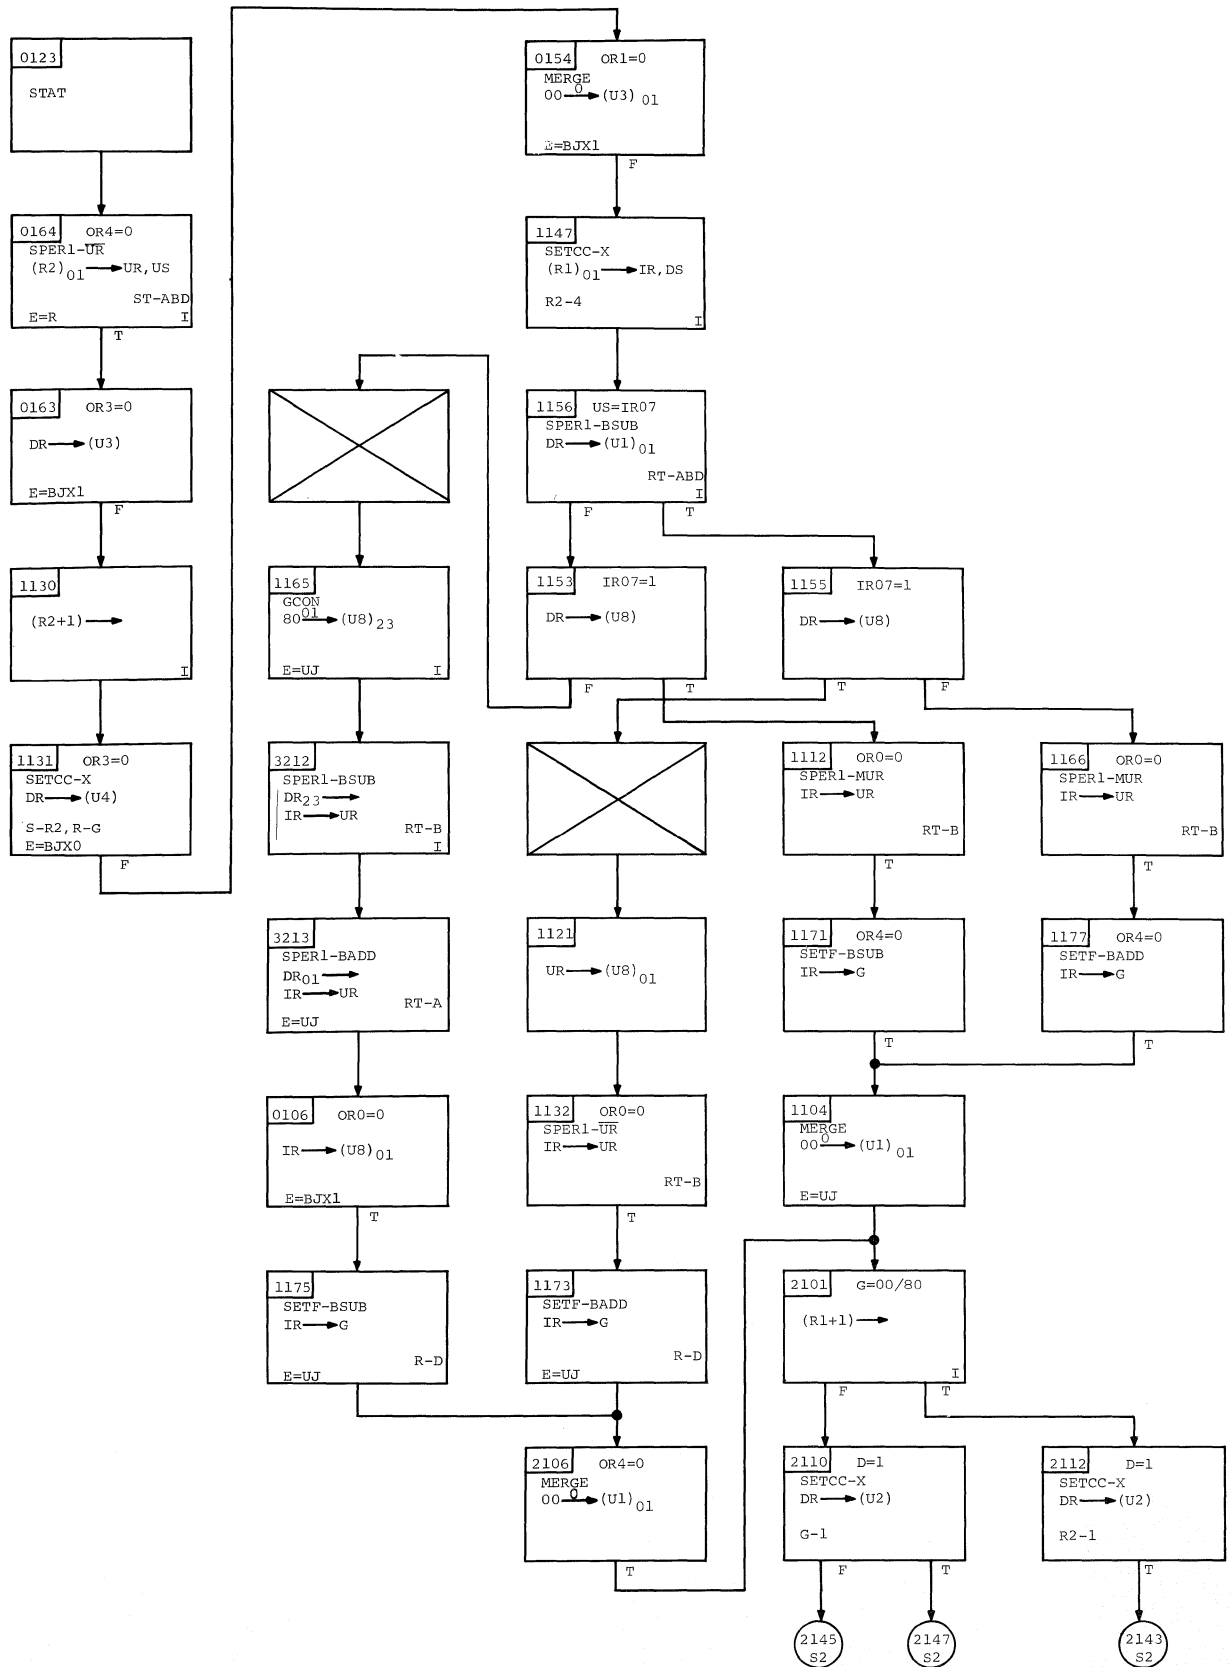 0123
STAT
0164 OR4=0
SPER1-U̅R̅
(R2)01 → UR,US
ST-ABD
E=R I
T
0163 OR3=0
DR → (U3)
E=BJX1
F
1130
(R2+1) →
I
1131 OR3=0
SETCC-X
DR → (U4)
S-R2,R-G
E=BJX0
F
0154 OR1=0
MERGE
0
00 → (U3)01
E=BJX1
F
1147
SETCC-X
(R1)01 → IR,DS
R2-4
I
1156 US=IR07
SPER1-BSUB
DR → (U1)01
RT-ABD
I
F T
1165
GCON
01
80 → (U8)23
E=UJ I
1153 IR07=1
DR → (U8)
F T
1155 IR07=1
DR → (U8)
T F
3212
SPER1-BSUB
DR23 →
IR → UR
RT-B
I
1112 OR0=0
SPER1-MUR
IR → UR
RT-B
T
1166 OR0=0
SPER1-MUR
IR → UR
RT-B
T
3213
SPER1-BADD
DR01 →
IR → UR
RT-A
E=UJ
1121
UR → (U8)01
1171 OR4=0
SETF-BSUB
IR → G
T
1177 OR4=0
SETF-BADD
IR → G
T
0106 OR0=0
IR → (U8)01
E=BJX1
T
1132 OR0=0
SPER1-U̅R̅
IR → UR
RT-B
T
1104
MERGE
0
00 → (U1)01
E=UJ
1175
SETF-BSUB
IR → G
R-D
E=UJ
1173
SETF-BADD
IR → G
R-D
E=UJ
2101 G=00/80
(R1+1) →
I
F T
2106 OR4=0
MERGE
0
00 → (U1)01
T
2110 D=1
SETCC-X
DR → (U2)
G-1
F T
2112 D=1
SETCC-X
DR → (U2)
R2-1
T
2145
S2
2147
S2
2143
S2